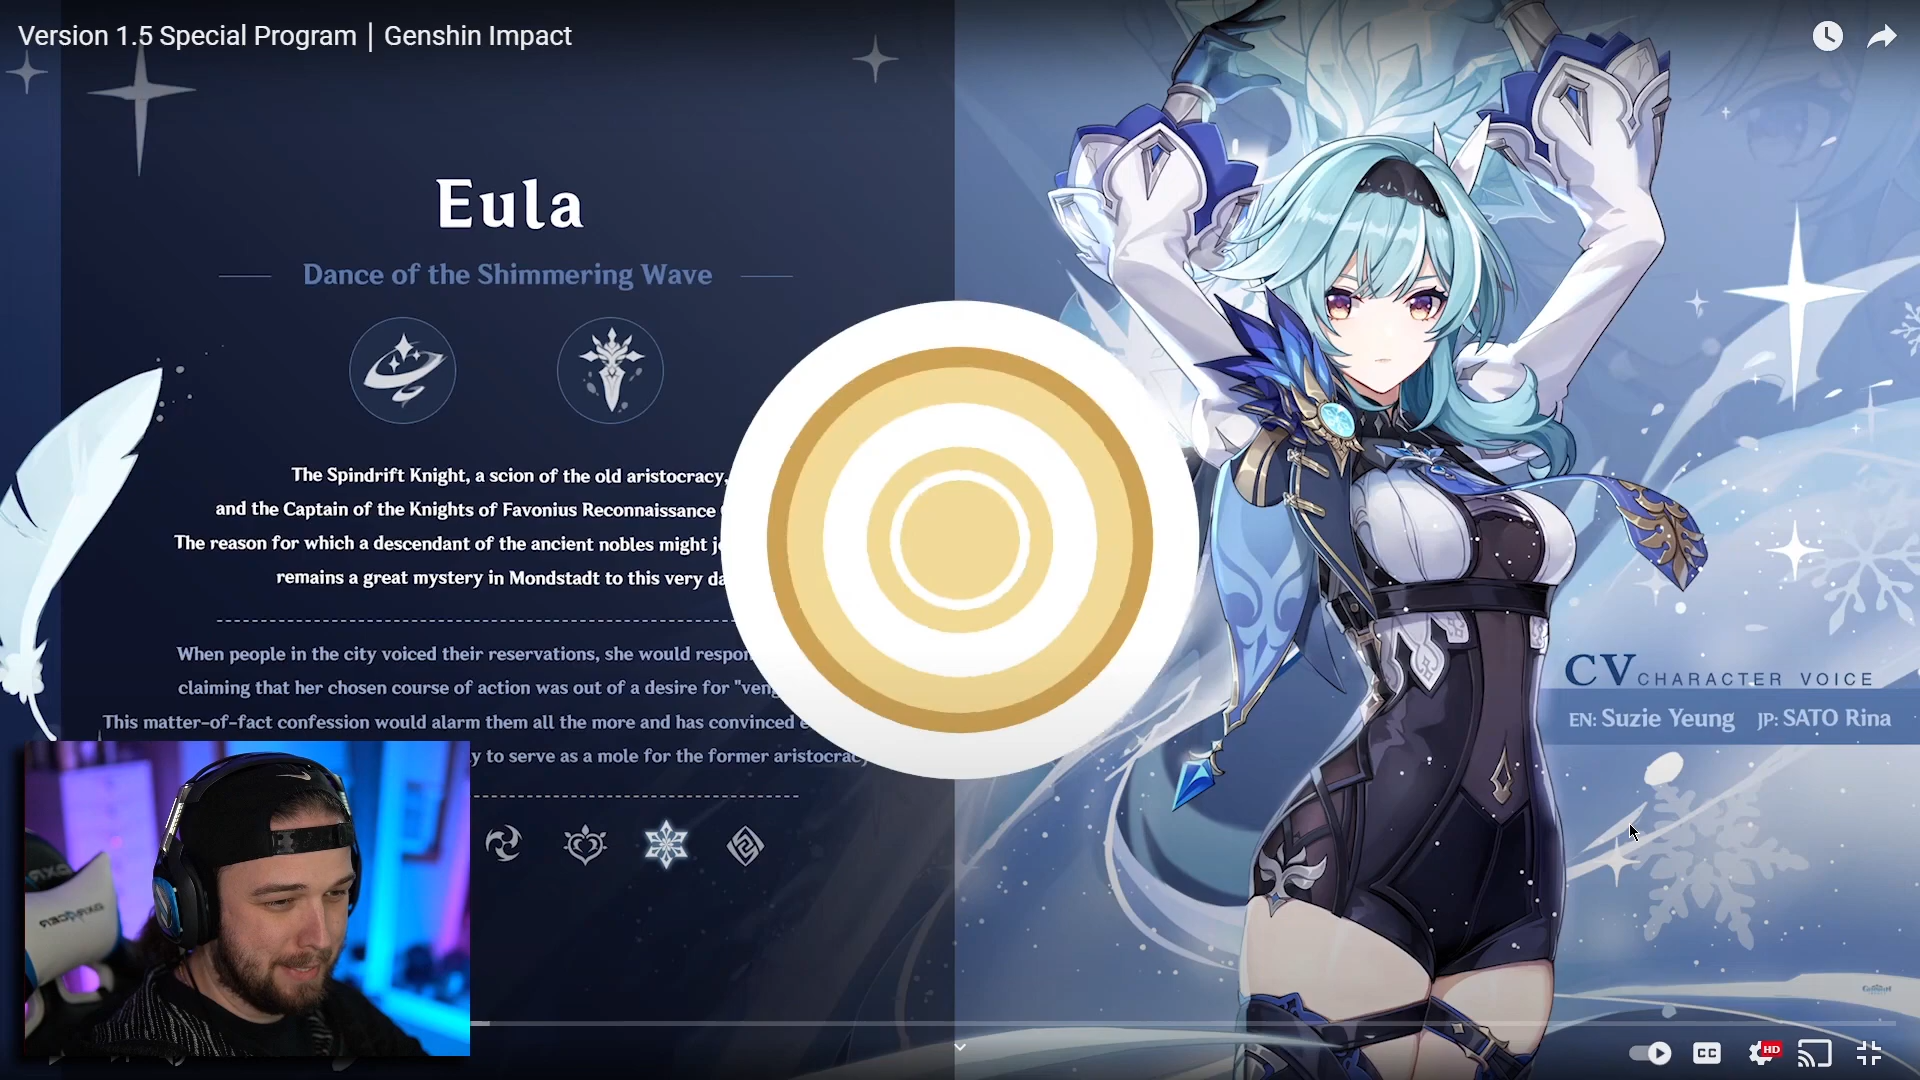 Version 1.5 Special Program | Genshin Impact
Eula
Dance of the Shimmering Wave
The Spindrift Knight, a scion of the old aristocracy,
and the Captain of the Knights of Favonius Reconnaissance
The reason for which a descendant of the ancient nobles might
remains a great mystery in Mondstadt to this very
When people in the city voiced their reservations, she would
claiming that her chosen course of action was out of a desire for
This matter-of-fact confession would alarm them all the more and has convinced
to serve as a mole for the former
CV CHARACTER VOICE
EN: Suzie Yeung JP: SATO Rina
CC
HD